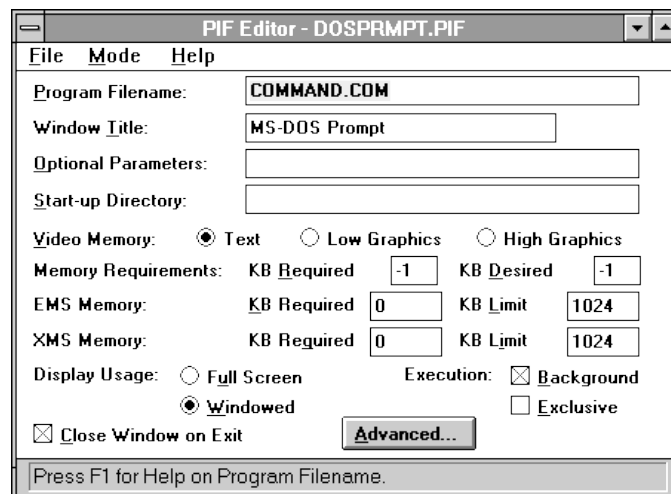 PIF Editor - DOSPRMPT.PIF
File Mode Help
Program Filename: COMMAND.COM
Window Title: MS-DOS Prompt
Optional Parameters:
Start-up Directory:
Video Memory: Text Low Graphics High Graphics
Memory Requirements: KB Required -1 KB Desired -1
EMS Memory: KB Required 0 KB Limit 1024
XMS Memory: KB Required 0 KB Limit 1024
Display Usage: Full Screen Execution: Background
Windowed Exclusive
Close Window on Exit Advanced...
Press F1 for Help on Program Filename.